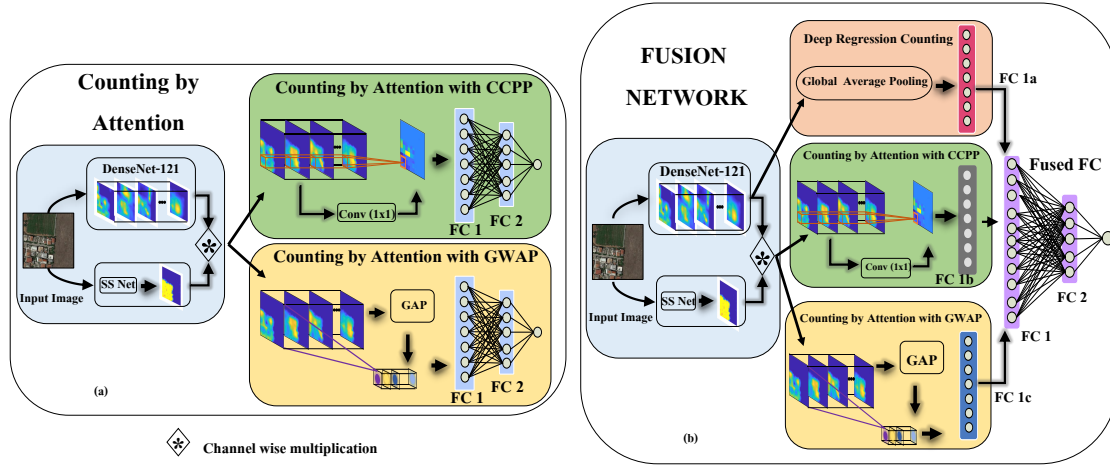 Counting by
Attention
DenseNet-121
Input Image
SS Net
(a)
Counting by Attention with CCPP
Conv (1x1)
FC 1
FC 2
Counting by Attention with GWAP
GAP
FC 1
FC 2
Channel wise multiplication
FUSION
NETWORK
DenseNet-121
Input Image
SS Net
(b)
Deep Regression Counting
Global Average Pooling
FC 1a
Counting by Attention with CCPP
Conv (1x1)
FC 1b
Counting by Attention with GWAP
GAP
FC 1c
Fused FC
FC 2
FC 1